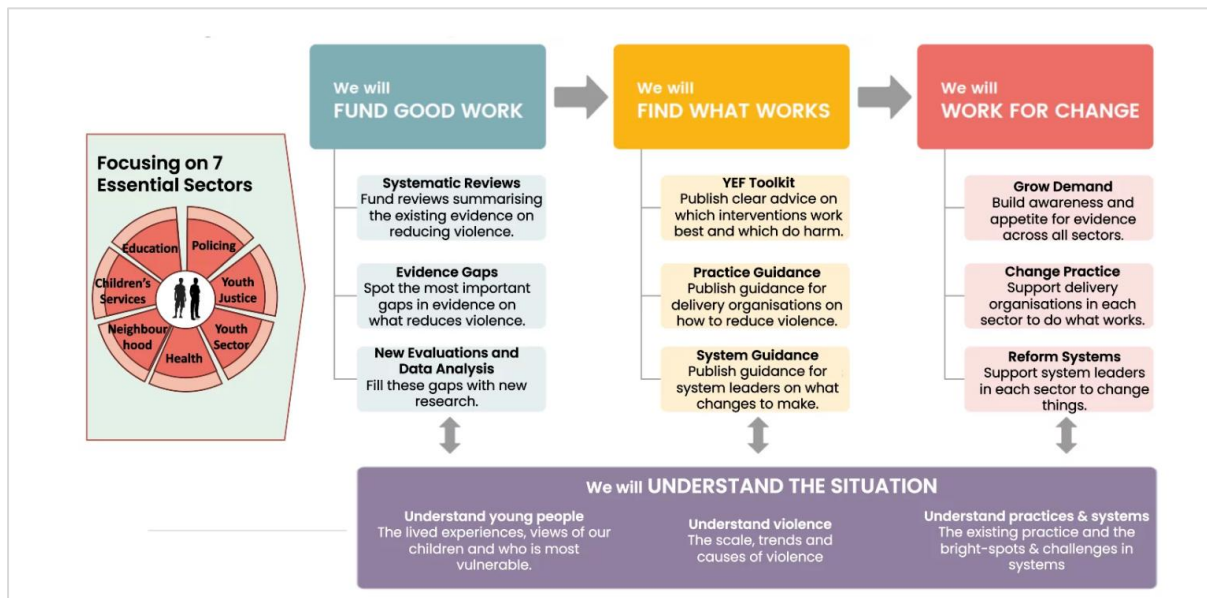 Focusing on 7
Essential Sectors
Education
Policing
Children's
Services
Youth
Justice
Neighbour
hood
Youth
Sector
Health
We will
FUND GOOD WORK
Systematic Reviews
Fund reviews summarising
the existing evidence on
reducing violence.
Evidence Gaps
Spot the most important
gaps in evidence on
what reduces violence.
New Evaluations and
Data Analysis
Fill these gaps with new
research.
We will
FIND WHAT WORKS
YEF Toolkit
Publish clear advice on
which interventions work
best and which do harm.
Practice Guidance
Publish guidance for
delivery organisations on
how to reduce violence.
System Guidance
Publish guidance for
system leaders on what
changes to make.
We will
WORK FOR CHANGE
Grow Demand
Build awareness and
appetite for evidence
across all sectors.
Change Practice
Support delivery
organisations in each
sector to do what works.
Reform Systems
Support system leaders
in each sector to change
things.
We will UNDERSTAND THE SITUATION
Understand young people
The lived experiences, views of our
children and who is most
vulnerable.
Understand violence
The scale, trends and
causes of violence
Understand practices & systems
The existing practice and the
bright-spots & challenges in
systems